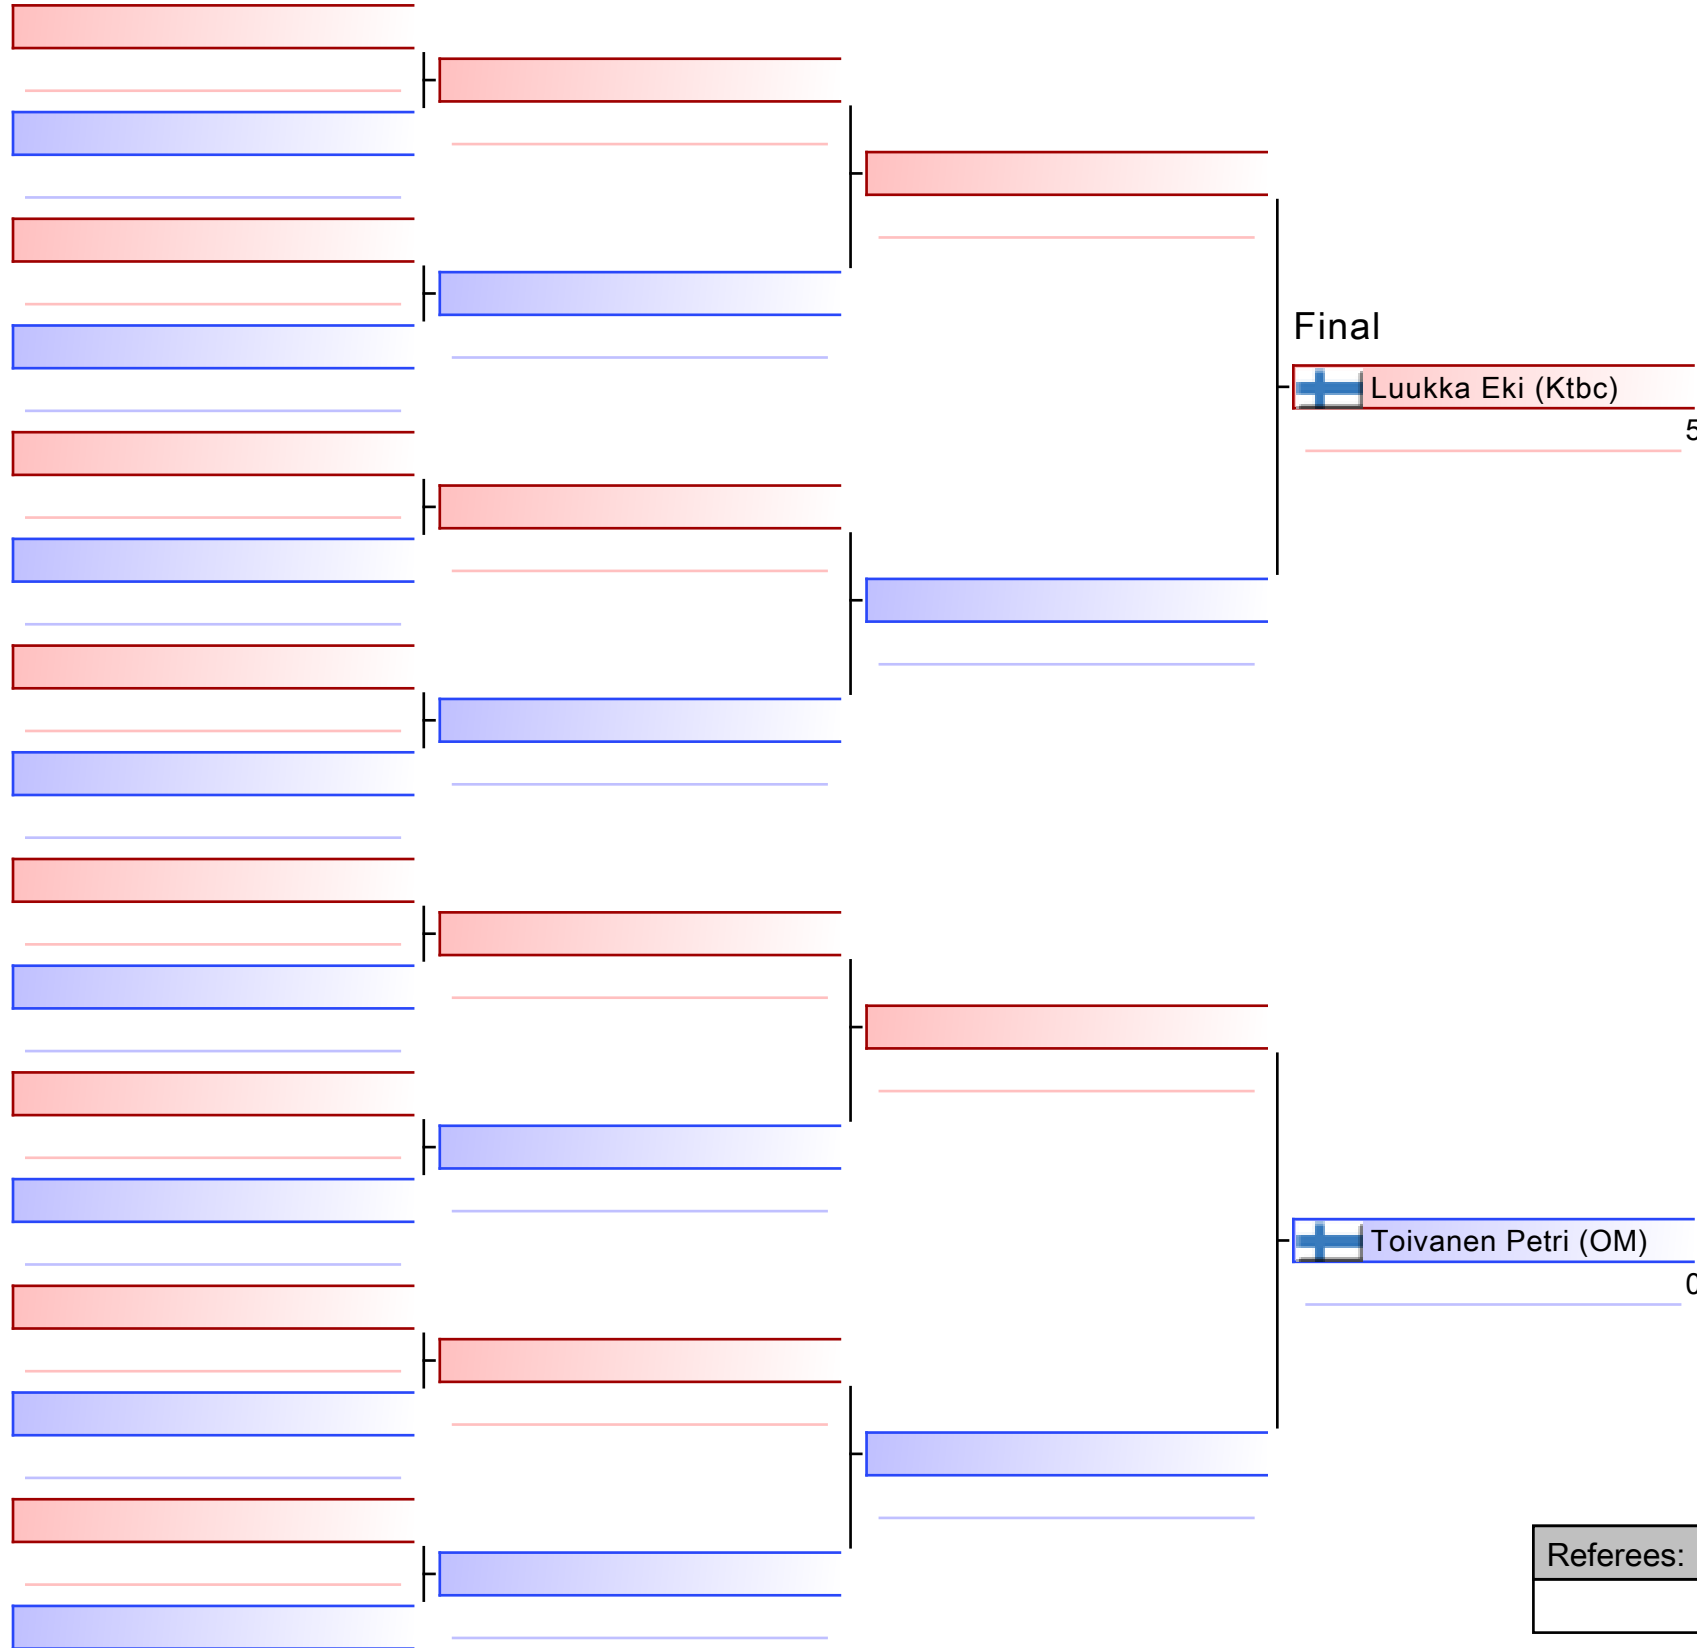 Final
Luukka Eki (Ktbc)
5
Toivanen Petri (OM)
0
Referees: